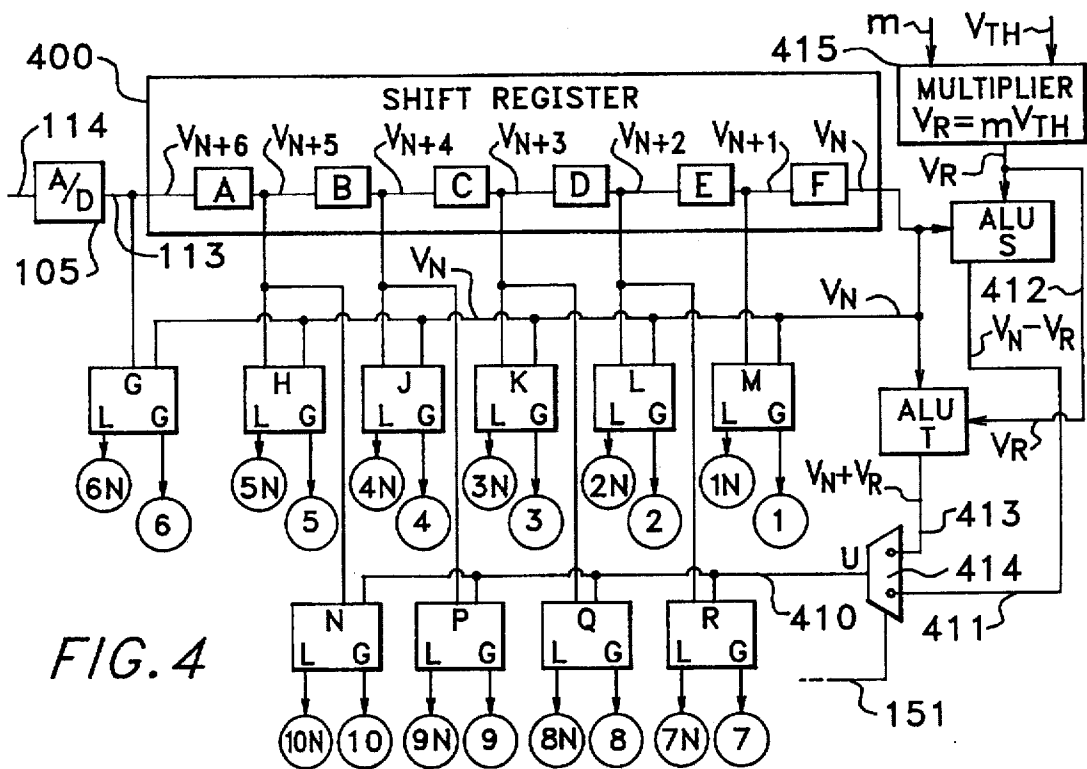 m V_TH
415
400
MULTIPLIER
V_R = mV_TH
SHIFT REGISTER
114
V_N+6 V_N+5 V_N+4 V_N+3 V_N+2 V_N+1 V_N
V_R
A/D A B C D E F
ALU
S
105 113
412
V_N V_N
V_N-V_R
G H J K L M
L G L G L G L G L G L G
ALU
T
V_R
6N 5N 4N 3N 2N 1N
6 5 4 3 2 1
V_N+V_R
413
U
414
N P Q R
410
411
L G L G L G L G
FIG. 4
151
10N 10 9N 9 8N 8 7N 7